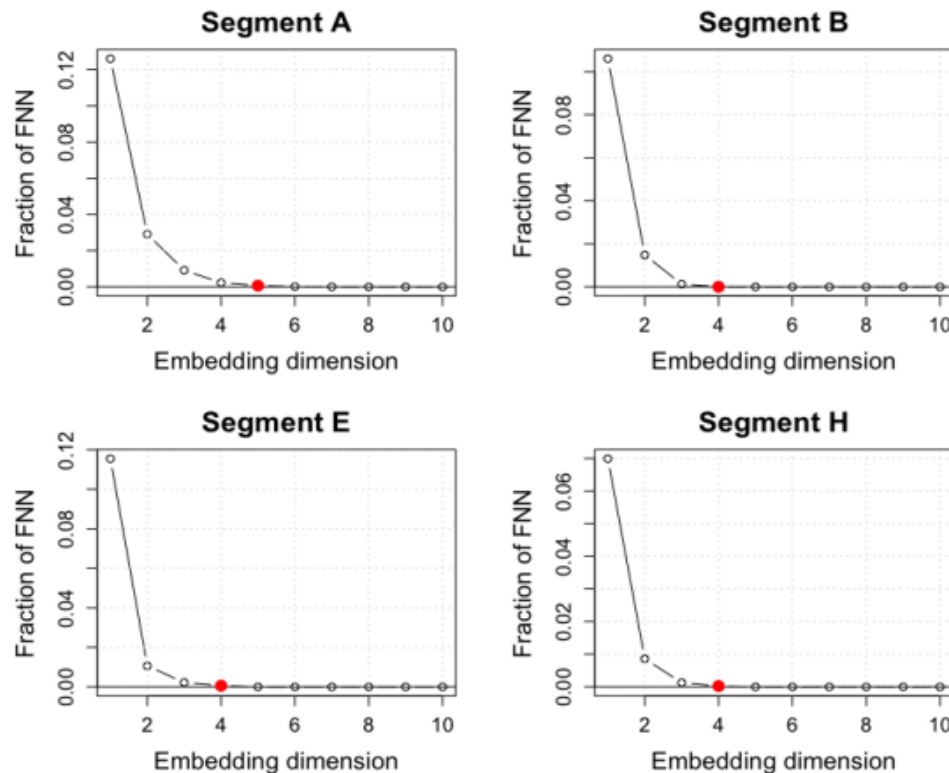 Segment A
Fraction of FNN
0.12
0.08
0.04
0.00
2 4 6 8 10
Embedding dimension
Segment B
Fraction of FNN
0.08
0.04
0.00
2 4 6 8 10
Embedding dimension
Segment E
Fraction of FNN
0.12
0.08
0.04
0.00
2 4 6 8 10
Embedding dimension
Segment H
Fraction of FNN
0.06
0.04
0.02
0.00
2 4 6 8 10
Embedding dimension